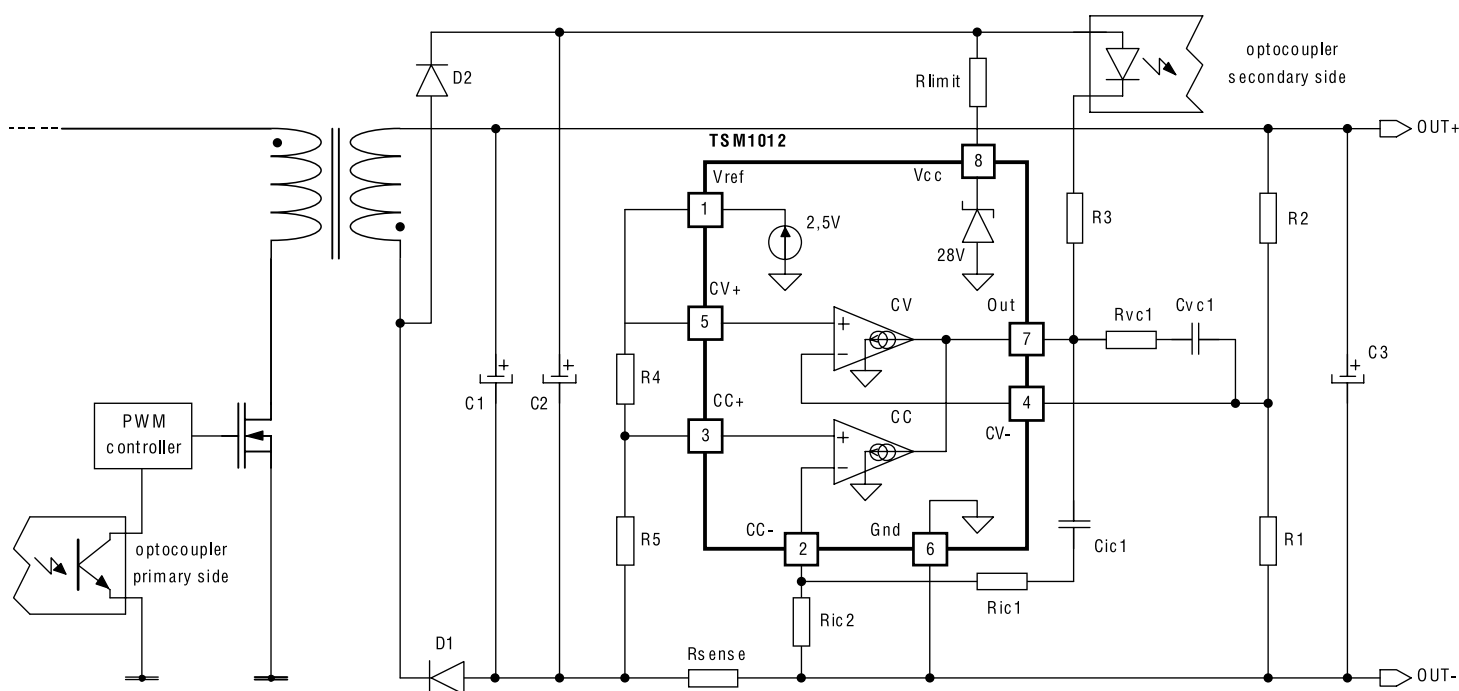 optocoupler
secondary side
D2
Rlimit
OUT+
TSM1012
8
Vref
Vcc
1
2,5V
28V
R3
R2
CV+
CV
Out
Rvc1
Cvc1
5
+
-
7
+
+
+
C3
R4
C1
C2
4
PWM
controller
CC+
CC
CV-
3
+
-
CC-
Gnd
R5
2
6
Cic1
R1
optocoupler
primary side
Ric1
Ric2
D1
Rsense
OUT-